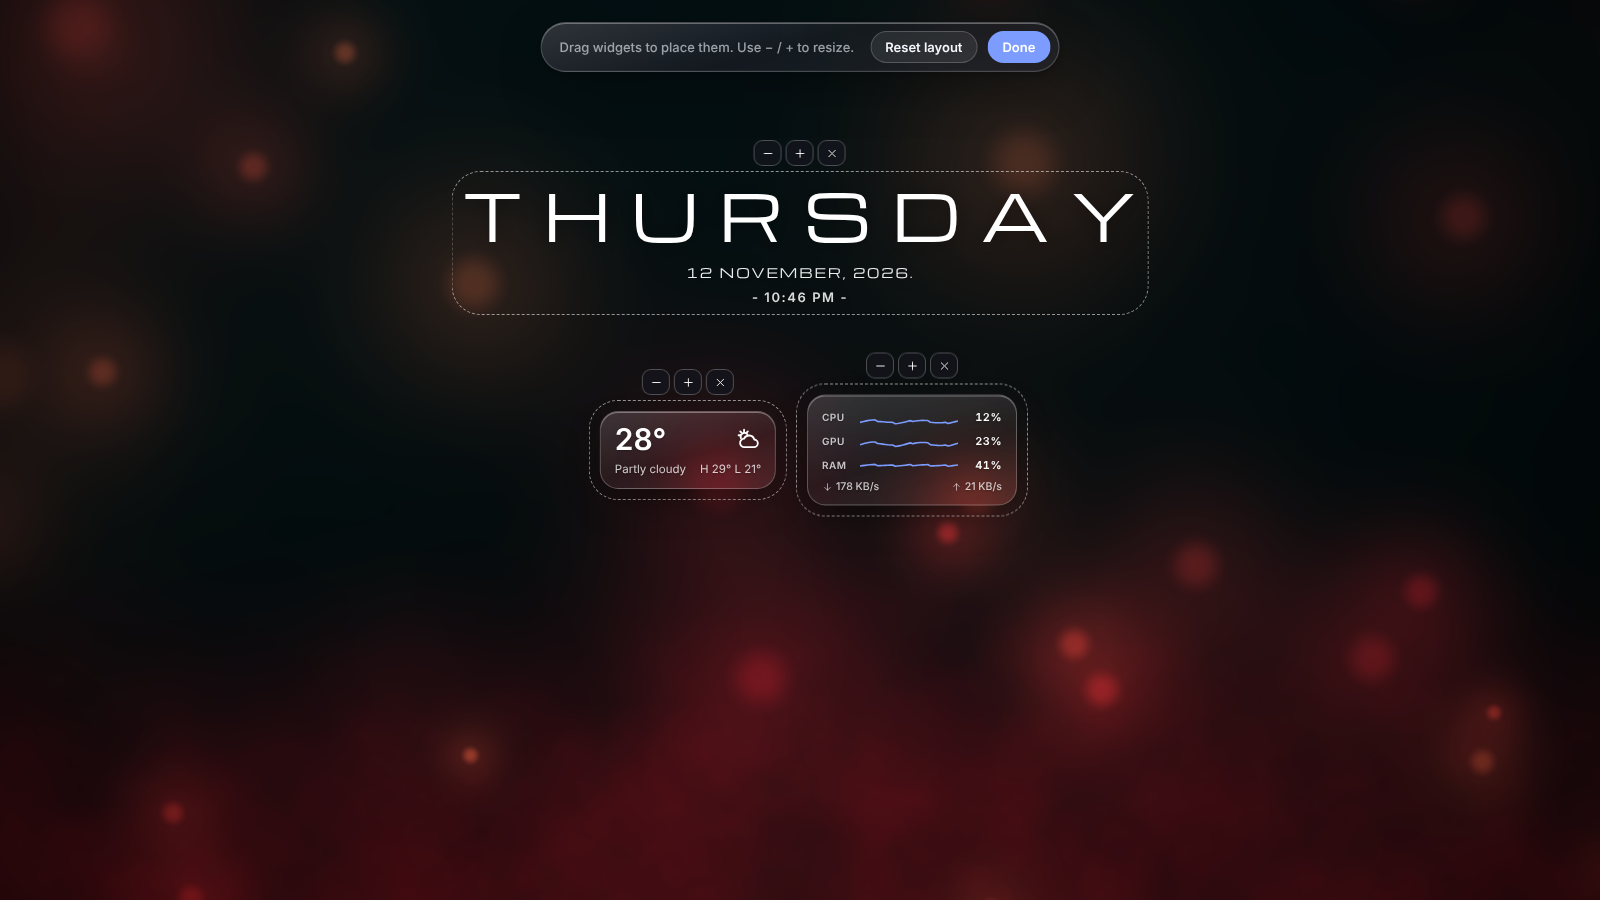 Drag widgets to place them. Use − / + to resize. Reset layout Done
− + ×
THURSDAY
12 NOVEMBER, 2026.
- 10:46 PM -
− + ×
28°
Partly cloudy H 29° L 21°
− + ×
CPU 12%
GPU 23%
RAM 41%
↓ 178 KB/s ↑ 21 KB/s